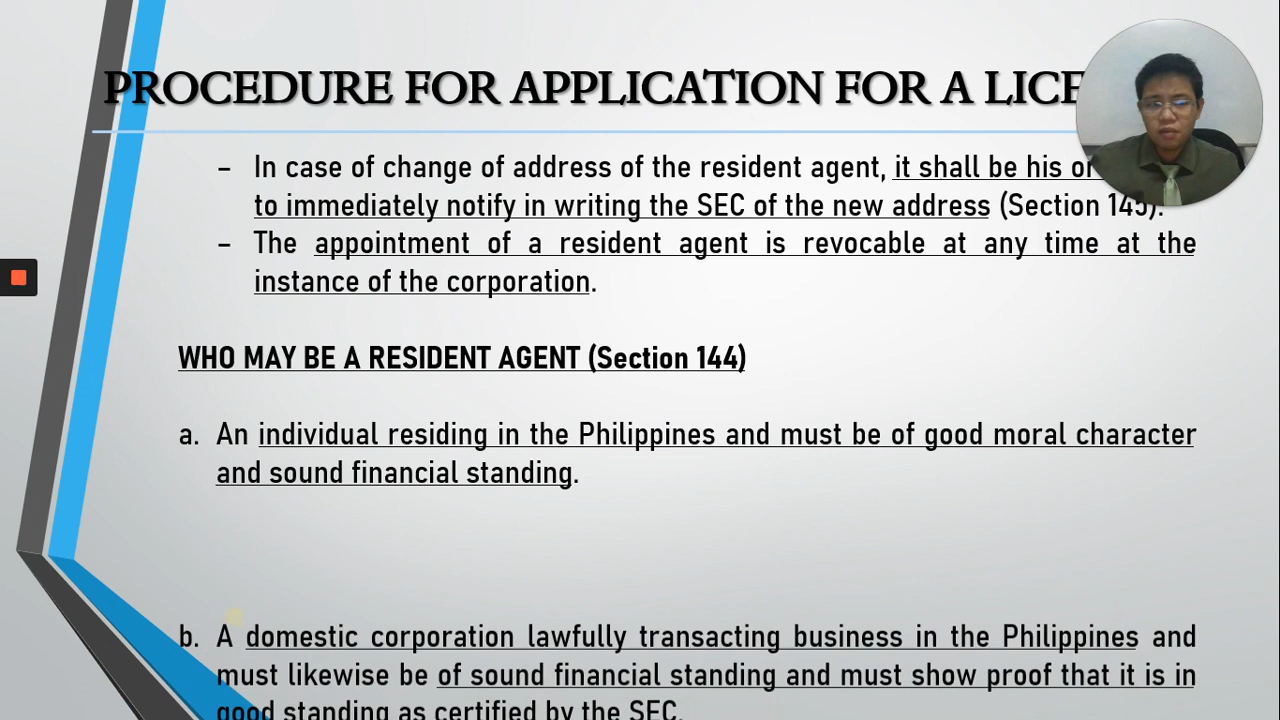 PROCEDURE FOR APPLICATION FOR A
– In case of change of address of the resident agent, it shall be his or
to immediately notify in writing the SEC of the new address (Section 145).
– The appointment of a resident agent is revocable at any time at the
instance of the corporation.
WHO MAY BE A RESIDENT AGENT (Section 144)
a. An individual residing in the Philippines and must be of good moral character
and sound financial standing.
b. A domestic corporation lawfully transacting business in the Philippines and
must likewise be of sound financial standing and must show proof that it is in
good standing as certified by the SEC.